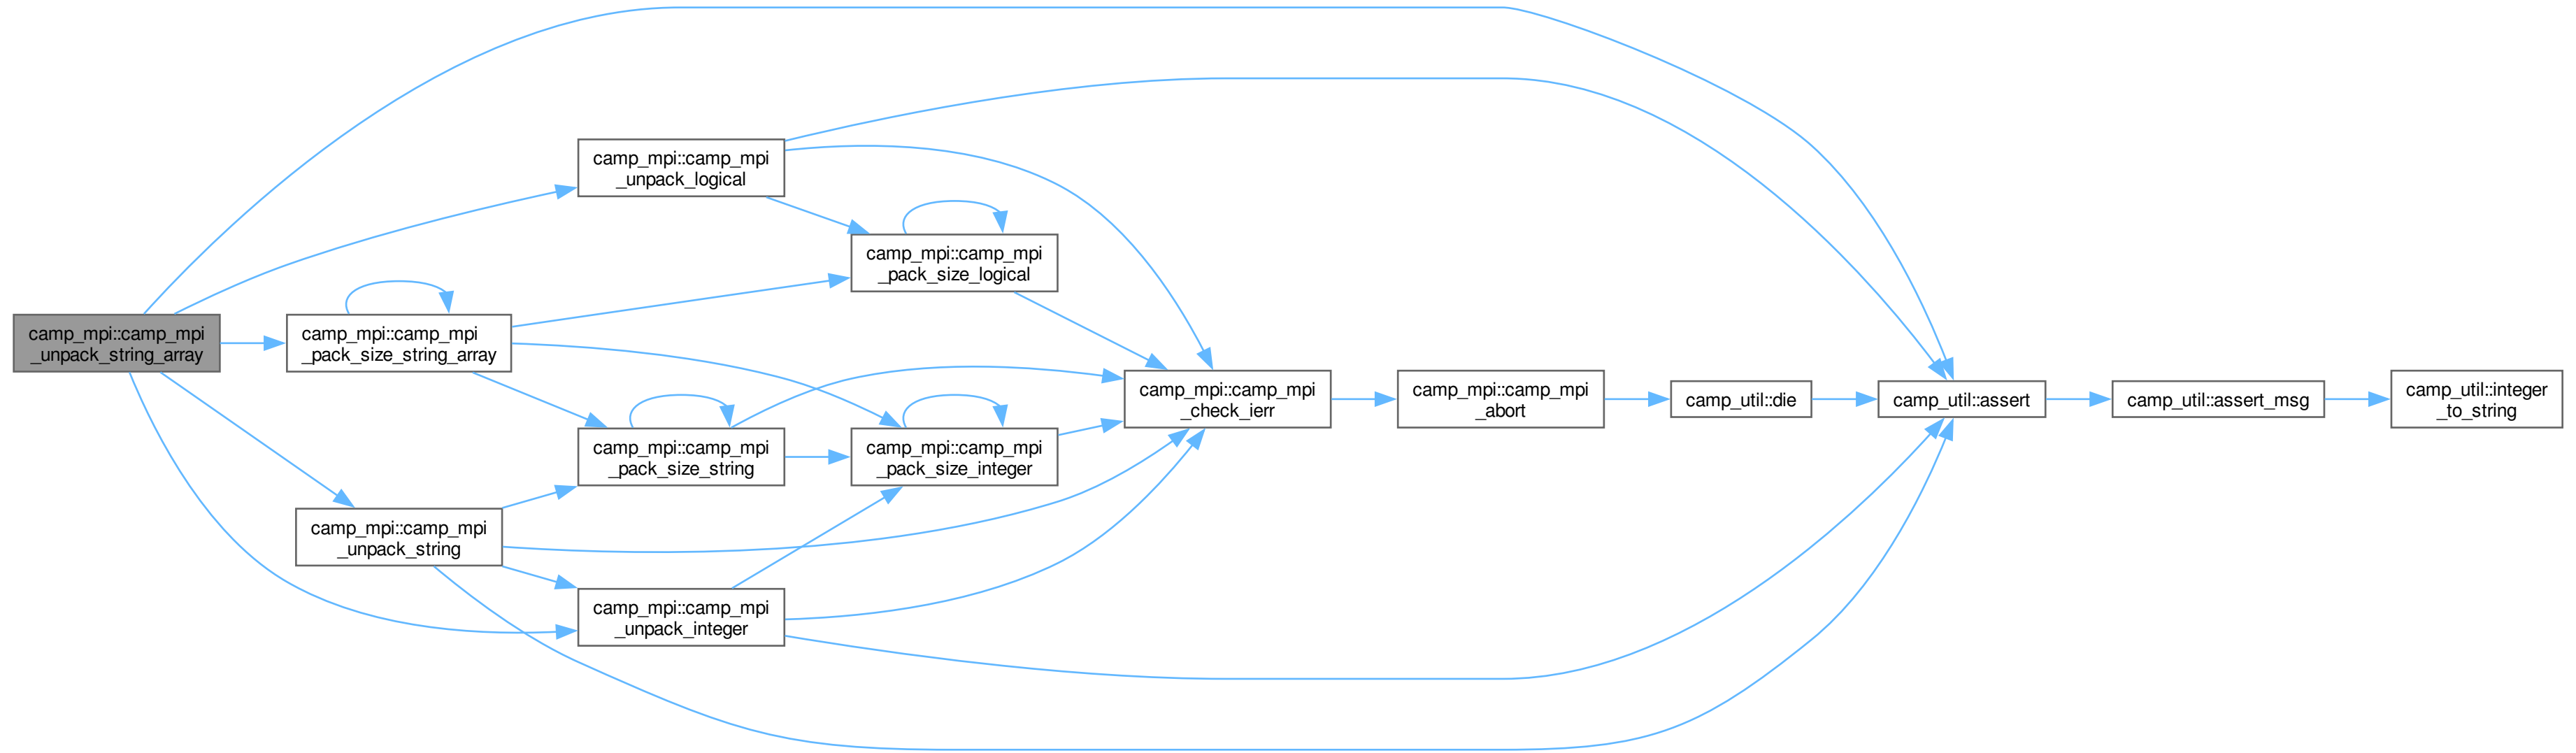 camp_mpi::camp_mpi
_unpack_string_array
camp_mpi::camp_mpi
_pack_size_string_array
camp_mpi::camp_mpi
_unpack_string
camp_mpi::camp_mpi
_unpack_logical
camp_mpi::camp_mpi
_pack_size_string
camp_mpi::camp_mpi
_unpack_integer
camp_mpi::camp_mpi
_pack_size_logical
camp_mpi::camp_mpi
_pack_size_integer
camp_mpi::camp_mpi
_check_ierr
camp_mpi::camp_mpi
_abort
camp_util::die
camp_util::assert
camp_util::assert_msg
camp_util::integer
_to_string